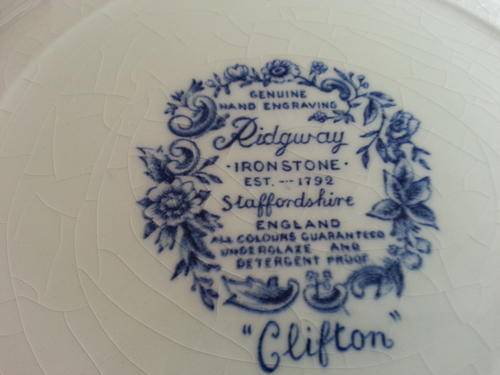 GENUINE
HAND ENGRAVING
Ridgway
· IRONSTONE ·
EST. --- 1792
Staffordshire
ENGLAND
ALL COLOURS GUARANTEED
UNDERGLAZE AND
DETERGENT PROOF
"Clifton"